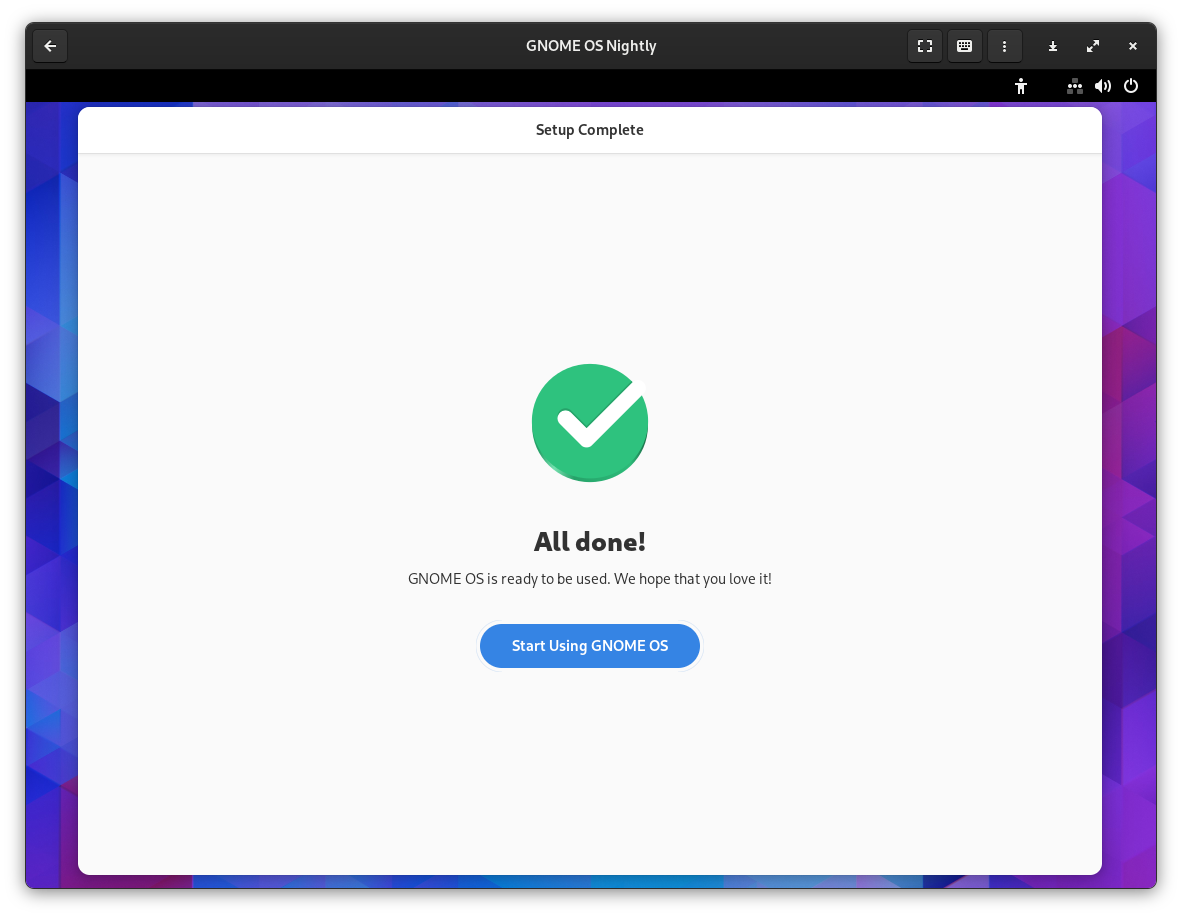 GNOME OS Nightly
Setup Complete
All done!
GNOME OS is ready to be used. We hope that you love it!
Start Using GNOME OS